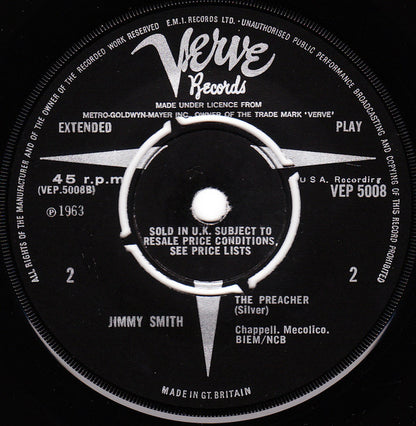 ALL RIGHTS OF THE MANUFACTURER AND OF THE OWNER OF THE RECORDED WORK RESERVED E.M.I. RECORDS LTD. · UNAUTHORISED PUBLIC PERFORMANCE BROADCASTING AND COPYING OF THIS RECORD PROHIBITED
Verve
Records
MADE UNDER LICENCE FROM
METRO-GOLDWYN-MAYER INC., OWNER OF THE TRADE MARK 'VERVE'
EXTENDED PLAY
45 r.p.m. U.S.A. Recording
(VEP.5008B) VEP 5008
℗ 1963
SOLD IN U.K. SUBJECT TO
RESALE PRICE CONDITIONS,
SEE PRICE LISTS
2 2
THE PREACHER
(Silver)
JIMMY SMITH
Chappell. Mecolico.
BIEM/NCB
MADE IN GT. BRITAIN